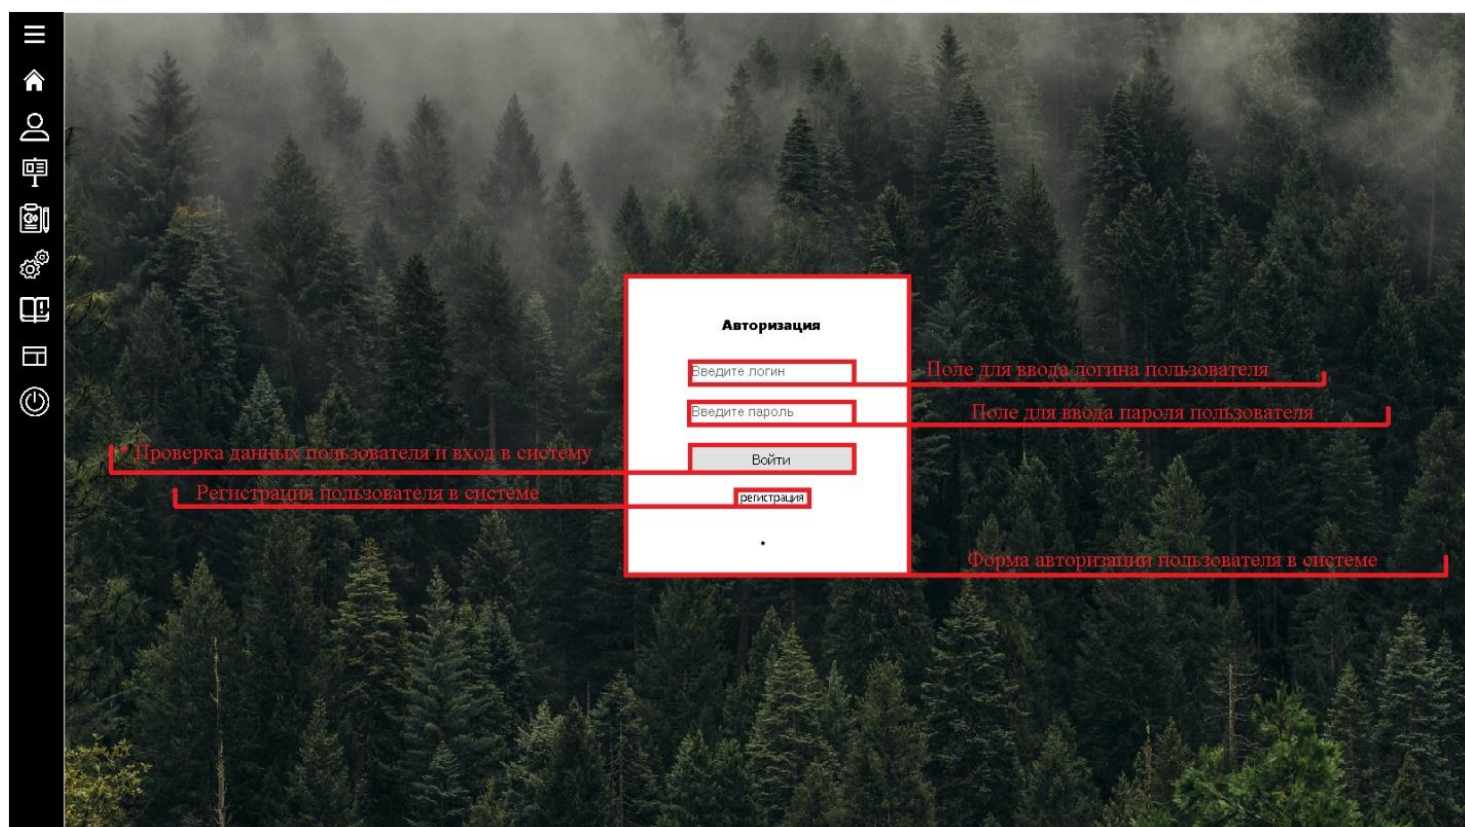 Авторизация
Введите логин
Поле для ввода логина пользователя
Введите пароль
Поле для ввода пароля пользователя
* Проверка данных пользователя и вход в систему
Войти
Регистрация пользователя в системе
регистрация
Форма авторизации пользователя в системе